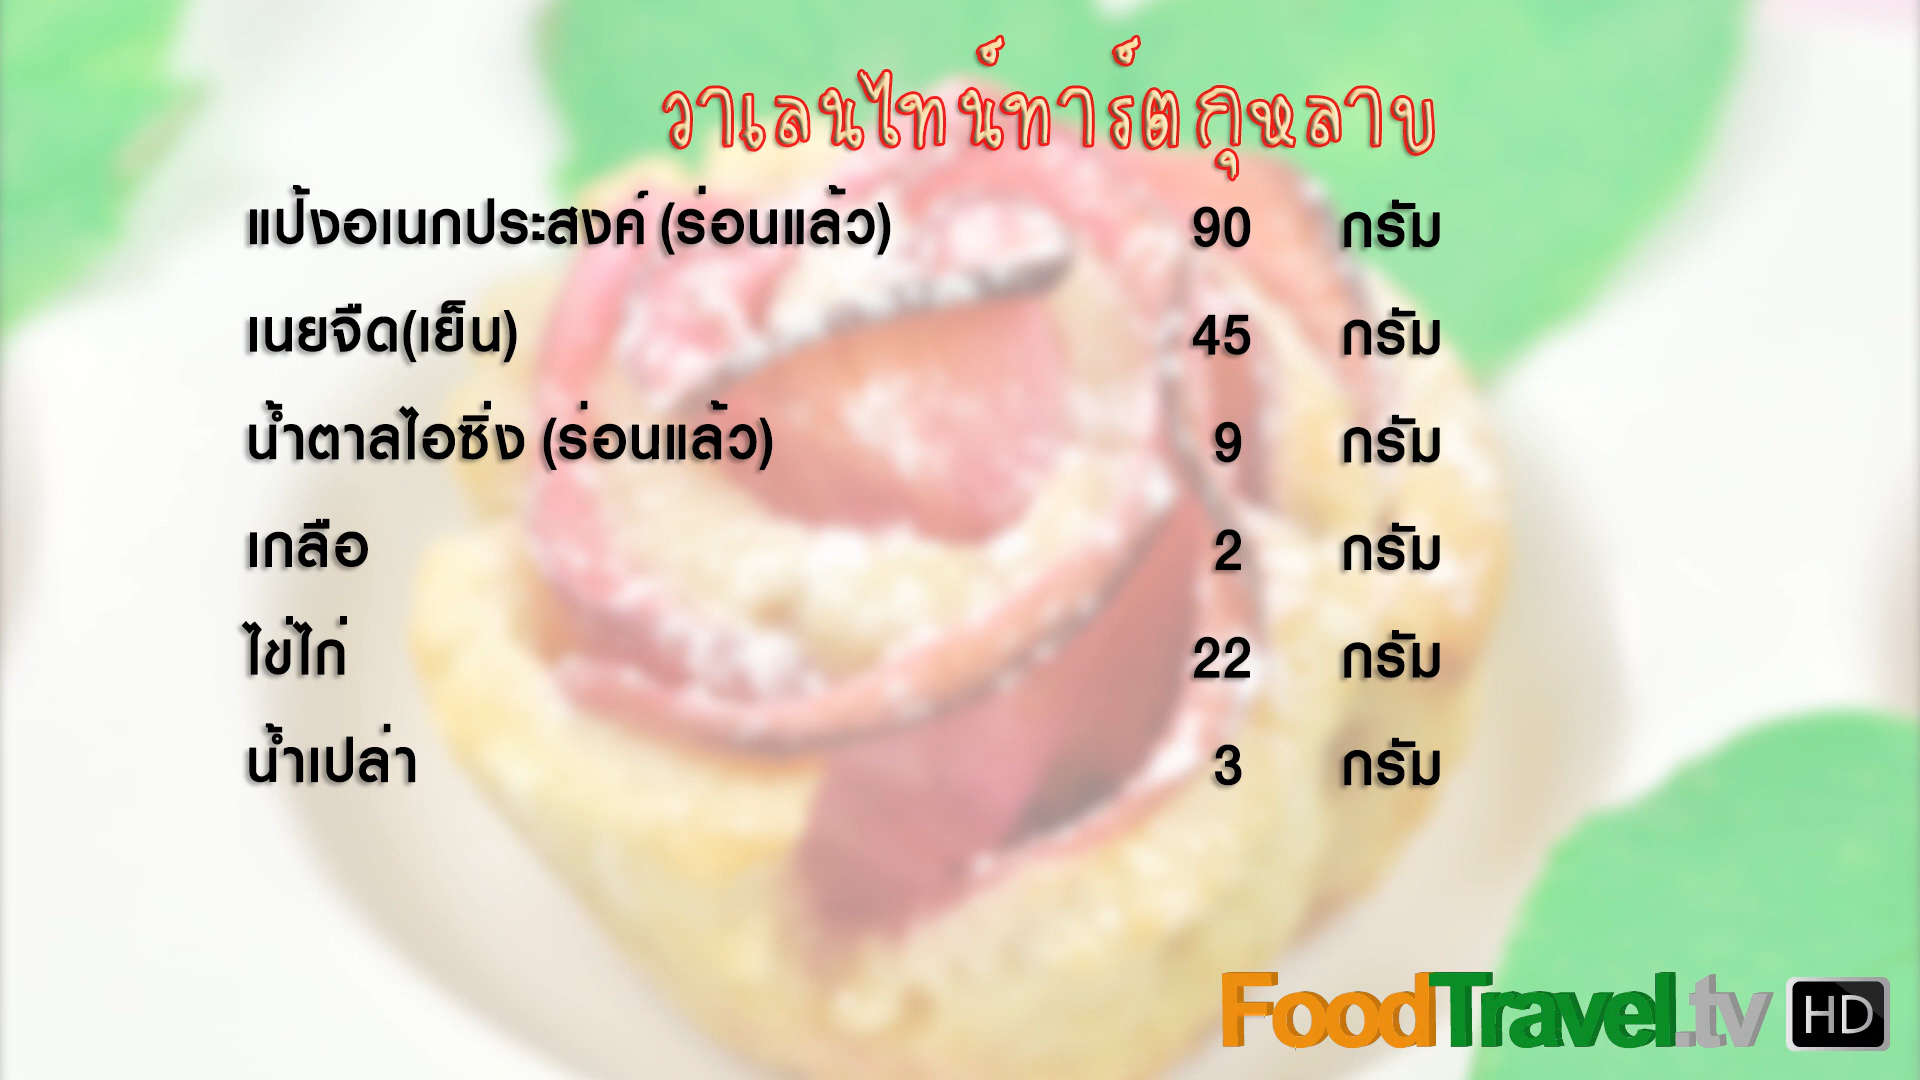 วาเลนไทน์ทาร์ตกุหลาบ
แป้งอเนกประสงค์ (ร่อนแล้ว) 90 กรัม
เนยจืด(เย็น) 45 กรัม
น้ำตาลไอซิ่ง (ร่อนแล้ว) 9 กรัม
เกลือ 2 กรัม
ไข่ไก่ 22 กรัม
น้ำเปล่า 3 กรัม
FoodTravel.tv HD